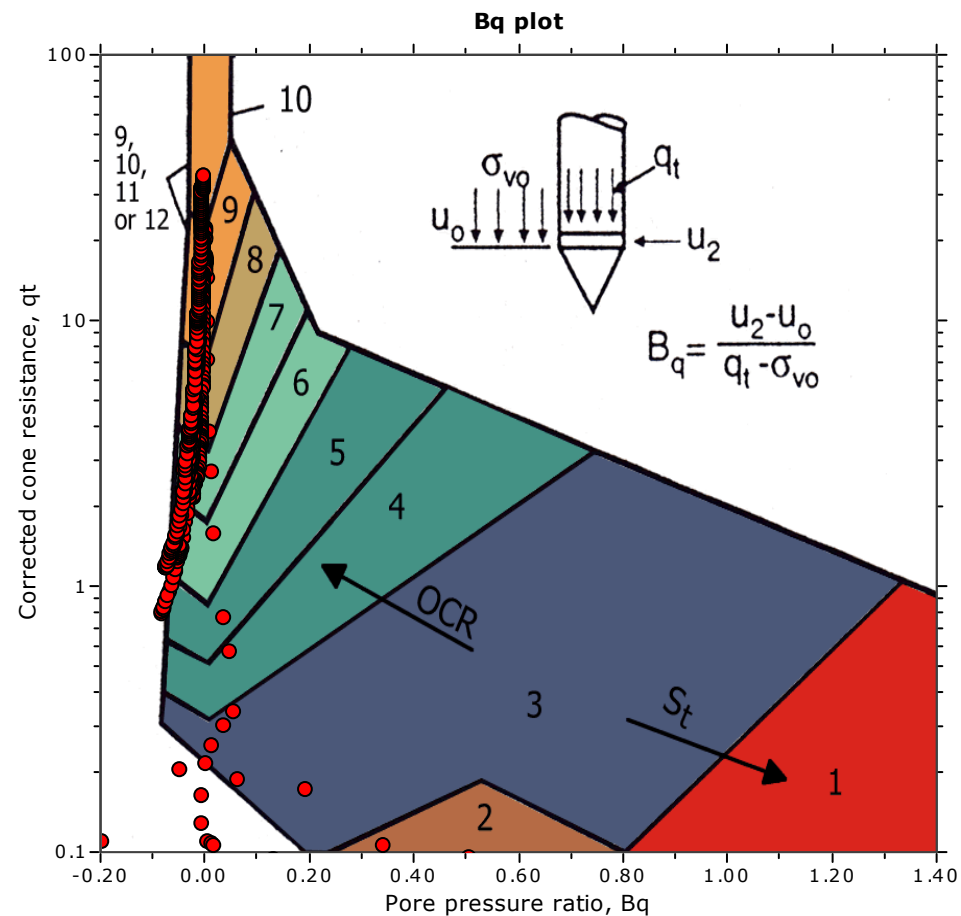 Bq plot
100
10
1
0.1
Corrected cone resistance, qt
-0.20
0.00
0.20
0.40
0.60
0.80
1.00
1.20
1.40
Pore pressure ratio, Bq
9,
10,
11
or 12
10
9
8
7
6
5
4
3
2
1
OCR
St
σvo
uo
qt
u2
Bq= u2-uo
qt -σvo